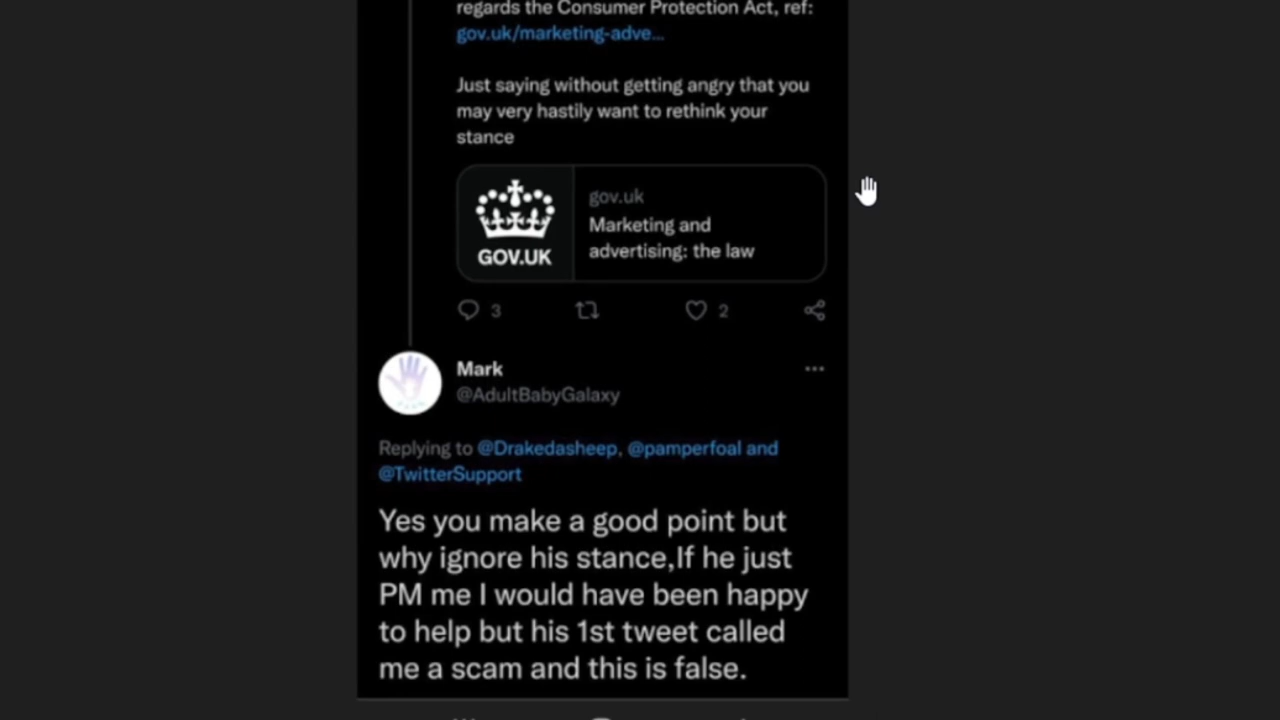 regards the Consumer Protection Act, ref:
gov.uk/marketing-adve...
Just saying without getting angry that you
may very hastily want to rethink your
stance
GOV.UK
gov.uk
Marketing and
advertising: the law
3
2
Mark
@AdultBabyGalaxy
Replying to @Drakedasheep, @pamperfoal and
@TwitterSupport
Yes you make a good point but
why ignore his stance,If he just
PM me I would have been happy
to help but his 1st tweet called
me a scam and this is false.